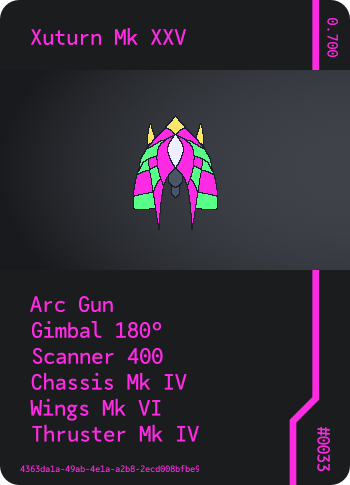 Xuturn Mk XXV
0.700
Arc Gun
Gimbal 180°
Scanner 400
Chassis Mk IV
Wings Mk VI
Thruster Mk IV
#0033
4363da1a-49ab-4e1a-a2b8-2ecd008bfbe9